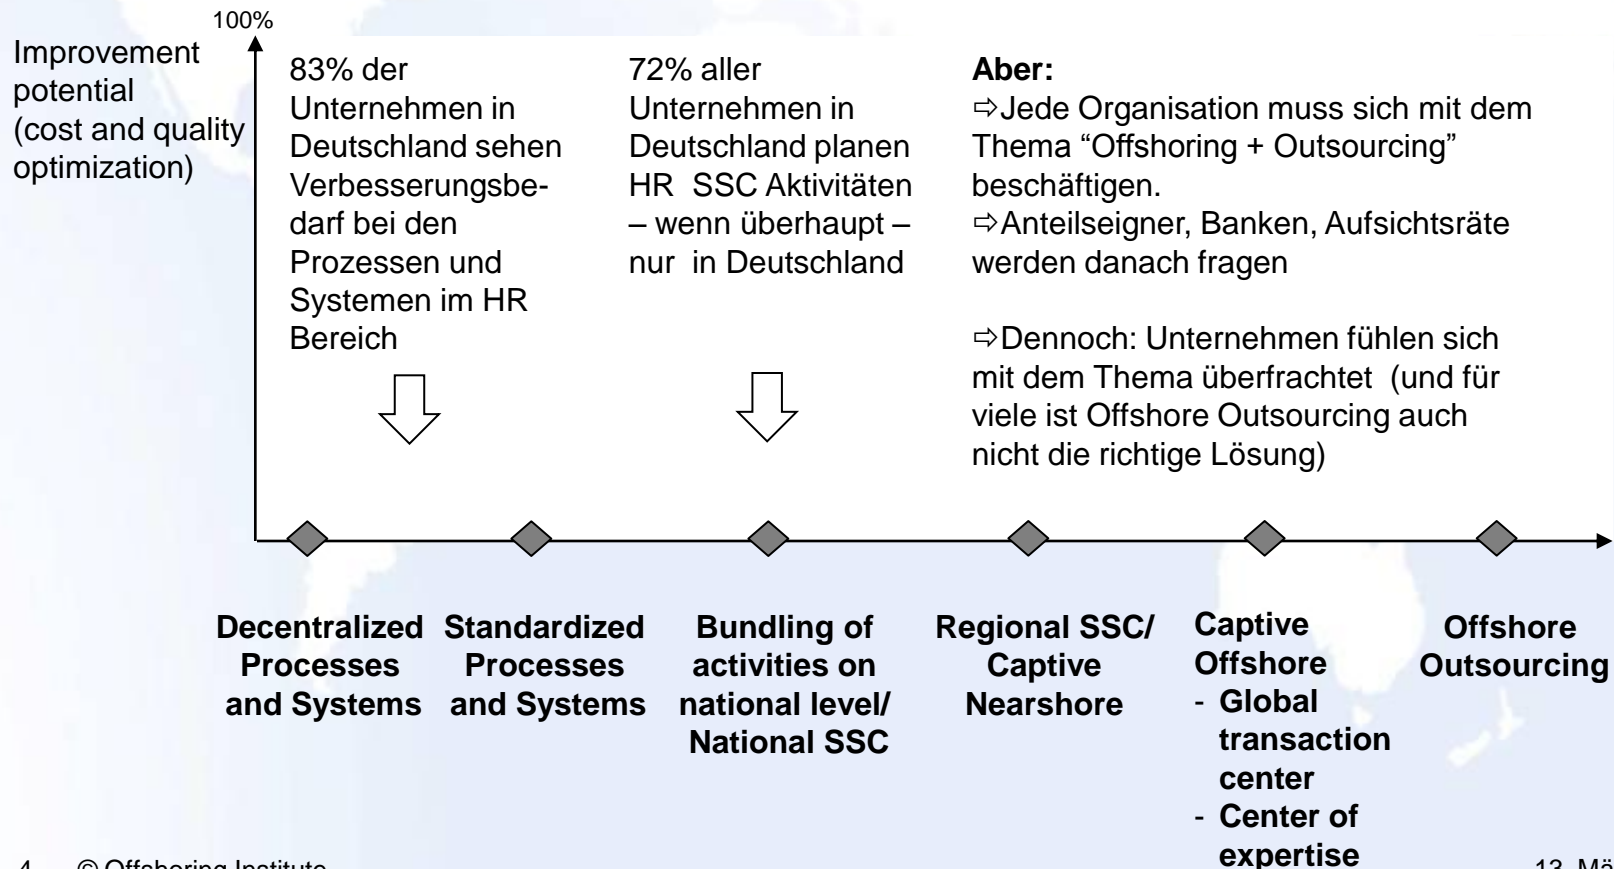 100%
Improvement
potential
(cost and quality
optimization)
83% der
Unternehmen in
Deutschland sehen
Verbesserungsbe-
darf bei den
Prozessen und
Systemen im HR
Bereich
72% aller
Unternehmen in
Deutschland planen
HR SSC Aktivitäten
– wenn überhaupt –
nur in Deutschland
Aber:
⇨Jede Organisation muss sich mit dem
Thema “Offshoring + Outsourcing”
beschäftigen.
⇨Anteilseigner, Banken, Aufsichtsräte
werden danach fragen
⇨Dennoch: Unternehmen fühlen sich
mit dem Thema überfrachtet (und für
viele ist Offshore Outsourcing auch
nicht die richtige Lösung)
Decentralized
Processes
and Systems
Standardized
Processes
and Systems
Bundling of
activities on
national level/
National SSC
Regional SSC/
Captive
Nearshore
Captive
Offshore
- Global
transaction
center
- Center of
expertise
Offshore
Outsourcing
4 © Offshoring Institute
13. Mä